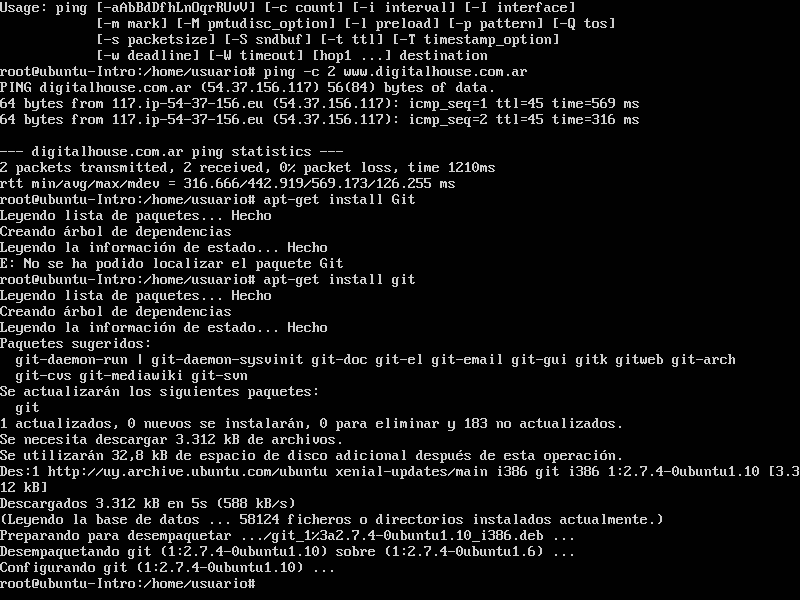 Usage: ping [-aAbBdDfhLnOqrRUvV] [-c count] [-i interval] [-I interface]
            [-m mark] [-M pmtudisc_option] [-l preload] [-p pattern] [-Q tos]
            [-s packetsize] [-S sndbuf] [-t ttl] [-T timestamp_option]
            [-w deadline] [-W timeout] [hop1 ...] destination
root@ubuntu-Intro:/home/usuario# ping -c 2 www.digitalhouse.com.ar
PING digitalhouse.com.ar (54.37.156.117) 56(84) bytes of data.
64 bytes from 117.ip-54-37-156.eu (54.37.156.117): icmp_seq=1 ttl=45 time=569 ms
64 bytes from 117.ip-54-37-156.eu (54.37.156.117): icmp_seq=2 ttl=45 time=316 ms

--- digitalhouse.com.ar ping statistics ---
2 packets transmitted, 2 received, 0% packet loss, time 1210ms
rtt min/avg/max/mdev = 316.666/442.919/569.173/126.255 ms
root@ubuntu-Intro:/home/usuario# apt-get install Git
Leyendo lista de paquetes... Hecho
Creando árbol de dependencias
Leyendo la información de estado... Hecho
E: No se ha podido localizar el paquete Git
root@ubuntu-Intro:/home/usuario# apt-get install git
Leyendo lista de paquetes... Hecho
Creando árbol de dependencias
Leyendo la información de estado... Hecho
Paquetes sugeridos:
  git-daemon-run | git-daemon-sysvinit git-doc git-el git-email git-gui gitk gitweb git-arch
  git-cvs git-mediawiki git-svn
Se actualizarán los siguientes paquetes:
  git
1 actualizados, 0 nuevos se instalarán, 0 para eliminar y 183 no actualizados.
Se necesita descargar 3.312 kB de archivos.
Se utilizarán 32,8 kB de espacio de disco adicional después de esta operación.
Des:1 http://uy.archive.ubuntu.com/ubuntu xenial-updates/main i386 git i386 1:2.7.4-0ubuntu1.10 [3.3
12 kB]
Descargados 3.312 kB en 5s (588 kB/s)
(Leyendo la base de datos ... 58124 ficheros o directorios instalados actualmente.)
Preparando para desempaquetar .../git_1%3a2.7.4-0ubuntu1.10_i386.deb ...
Desempaquetando git (1:2.7.4-0ubuntu1.10) sobre (1:2.7.4-0ubuntu1.6) ...
Configurando git (1:2.7.4-0ubuntu1.10) ...
root@ubuntu-Intro:/home/usuario#